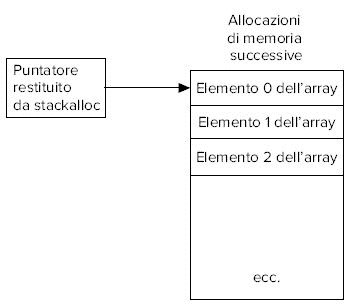 Allocazioni
di memoria
successive
Puntatore
restituito
da stackalloc
Elemento 0 dell'array
Elemento 1 dell'array
Elemento 2 dell'array
ecc.